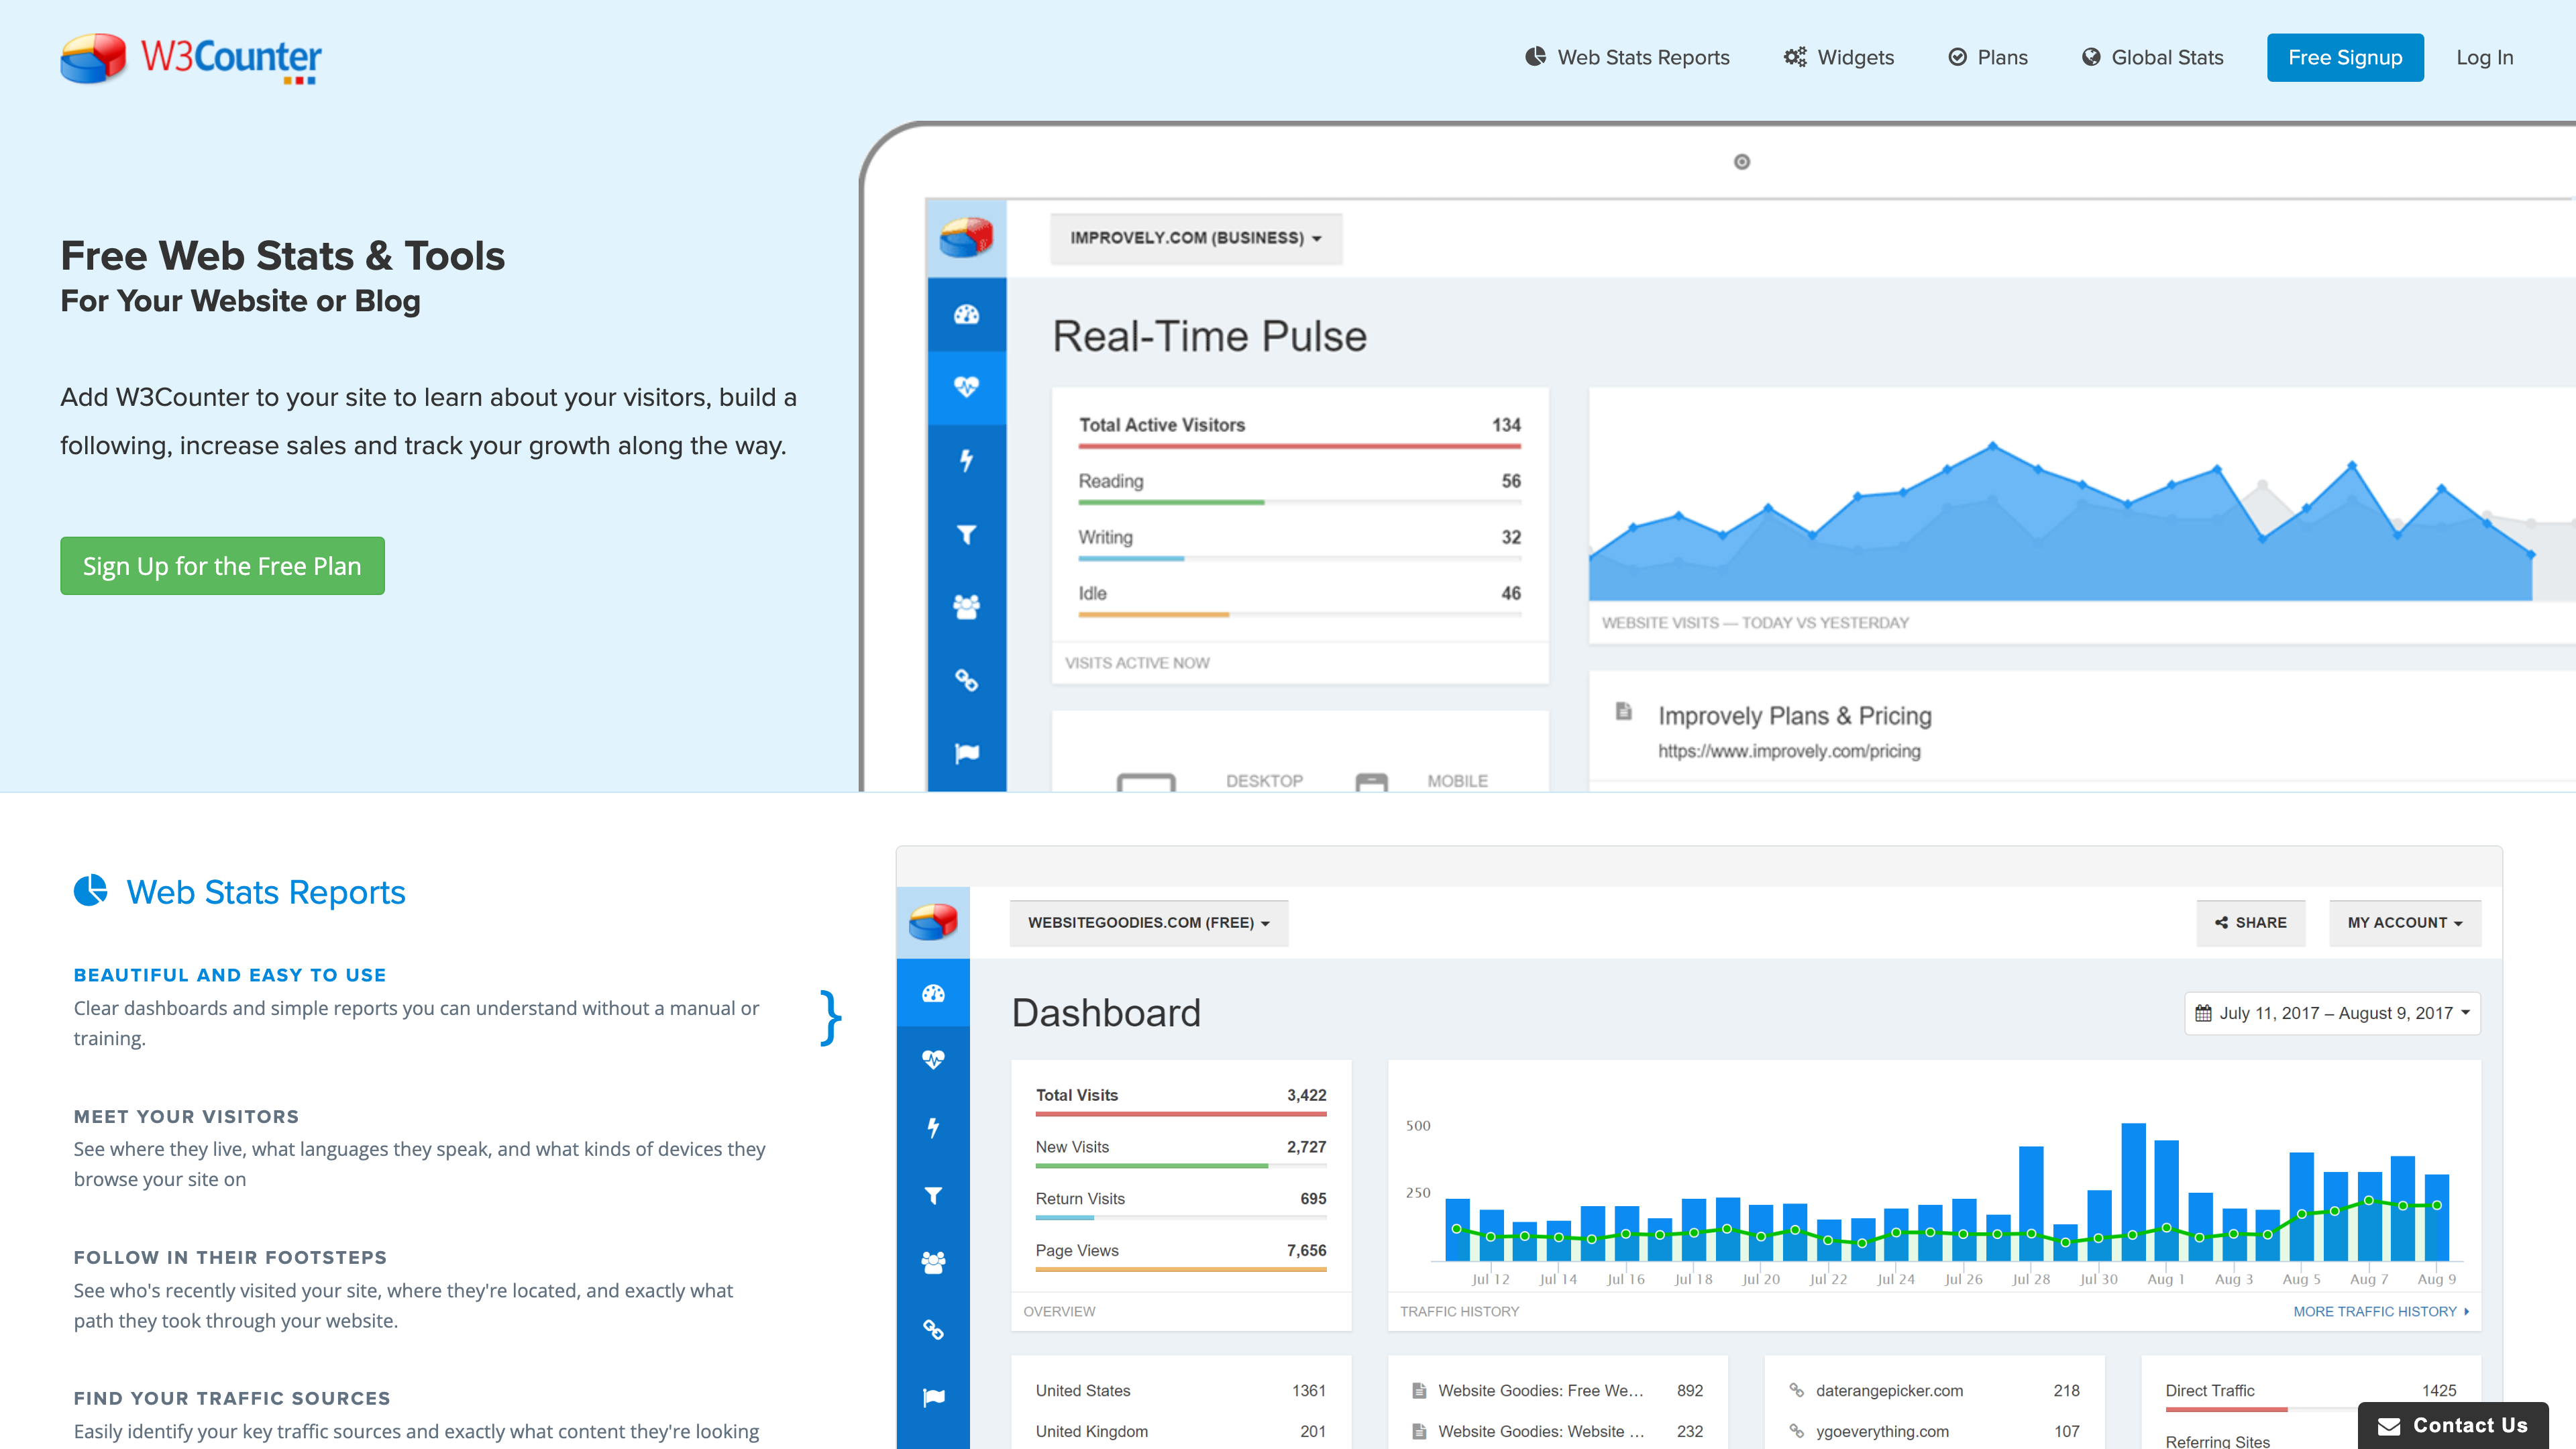 W3Counter
Web Stats Reports
Widgets
Plans
Global Stats
Free Signup
Log In
Free Web Stats & Tools
For Your Website or Blog
Add W3Counter to your site to learn about your visitors, build a
following, increase sales and track your growth along the way.
Sign Up for the Free Plan
IMPROVELY.COM (BUSINESS)
Real-Time Pulse
Total Active Visitors 134
Reading 56
Writing 32
Idle 46
VISITS ACTIVE NOW
WEBSITE VISITS — TODAY VS YESTERDAY
Improvely Plans & Pricing
https://www.improvely.com/pricing
DESKTOP
MOBILE
Web Stats Reports
BEAUTIFUL AND EASY TO USE
Clear dashboards and simple reports you can understand without a manual or
training.
}
MEET YOUR VISITORS
See where they live, what languages they speak, and what kinds of devices they
browse your site on
FOLLOW IN THEIR FOOTSTEPS
See who's recently visited your site, where they're located, and exactly what
path they took through your website.
FIND YOUR TRAFFIC SOURCES
Easily identify your key traffic sources and exactly what content they're looking
WEBSITEGOODIES.COM (FREE)
SHARE
MY ACCOUNT
Dashboard
July 11, 2017 – August 9, 2017
Total Visits 3,422
New Visits 2,727
Return Visits 695
Page Views 7,656
OVERVIEW
500
250
Jul 12 Jul 14 Jul 16 Jul 18 Jul 20 Jul 22 Jul 24 Jul 26 Jul 28 Jul 30 Aug 1 Aug 3 Aug 5 Aug 7 Aug 9
TRAFFIC HISTORY
MORE TRAFFIC HISTORY
United States 1361
United Kingdom 201
Website Goodies: Free We... 892
Website Goodies: Website ... 232
daterangepicker.com 218
ygoeverything.com 107
Direct Traffic 1425
Referring Sites
Contact Us